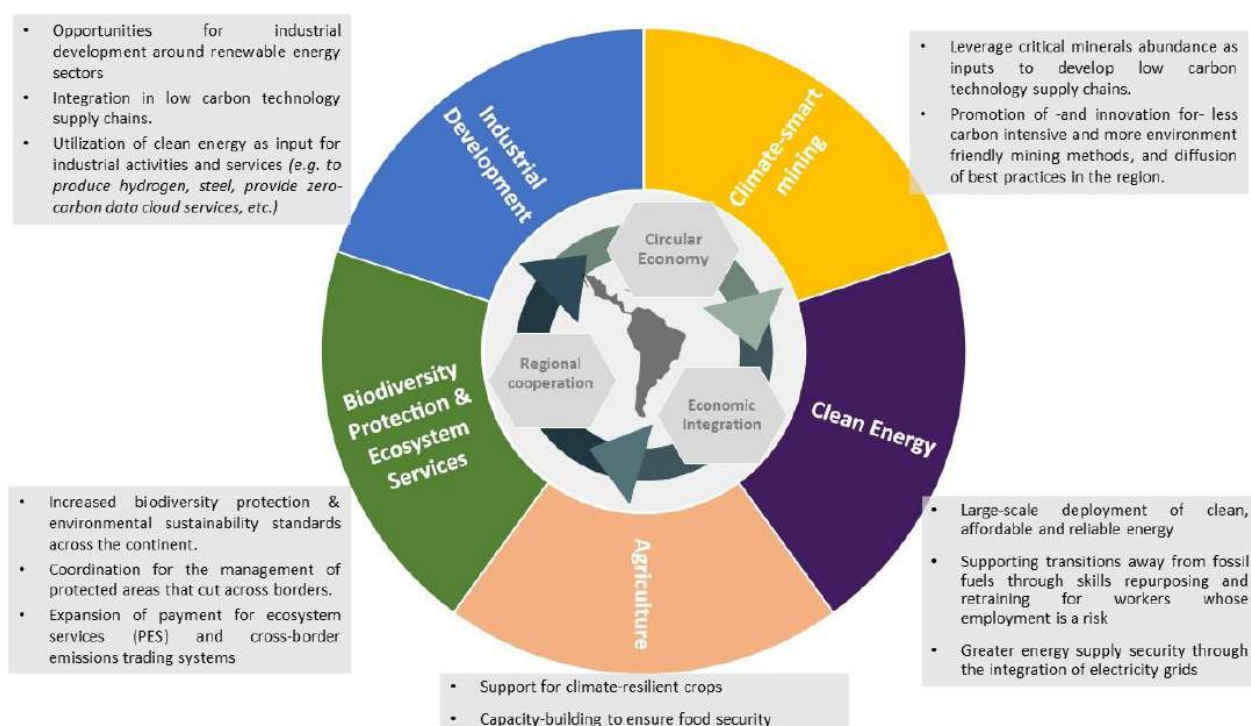 • Opportunities for industrial
development around renewable energy
sectors
• Integration in low carbon technology
supply chains.
• Utilization of clean energy as input for
industrial activities and services (e.g. to
produce hydrogen, steel, provide zero-
carbon data cloud services, etc.)
• Leverage critical minerals abundance as
inputs to develop low carbon
technology supply chains.
• Promotion of -and innovation for- less
carbon intensive and more environment
friendly mining methods, and diffusion
of best practices in the region.
Industrial
Development
Climate-smart
mining
Circular
Economy
Regional
cooperation
Economic
Integration
Biodiversity
Protection &
Ecosystem
Services
Clean Energy
Agriculture
• Increased biodiversity protection &
environmental sustainability standards
across the continent.
• Coordination for the management of
protected areas that cut across borders.
• Expansion of payment for ecosystem
services (PES) and cross-border
emissions trading systems
• Large-scale deployment of clean,
affordable and reliable energy
• Supporting transitions away from fossil
fuels through skills repurposing and
retraining for workers whose
employment is a risk
• Greater energy supply security through
the integration of electricity grids
• Support for climate-resilient crops
• Capacity-building to ensure food security